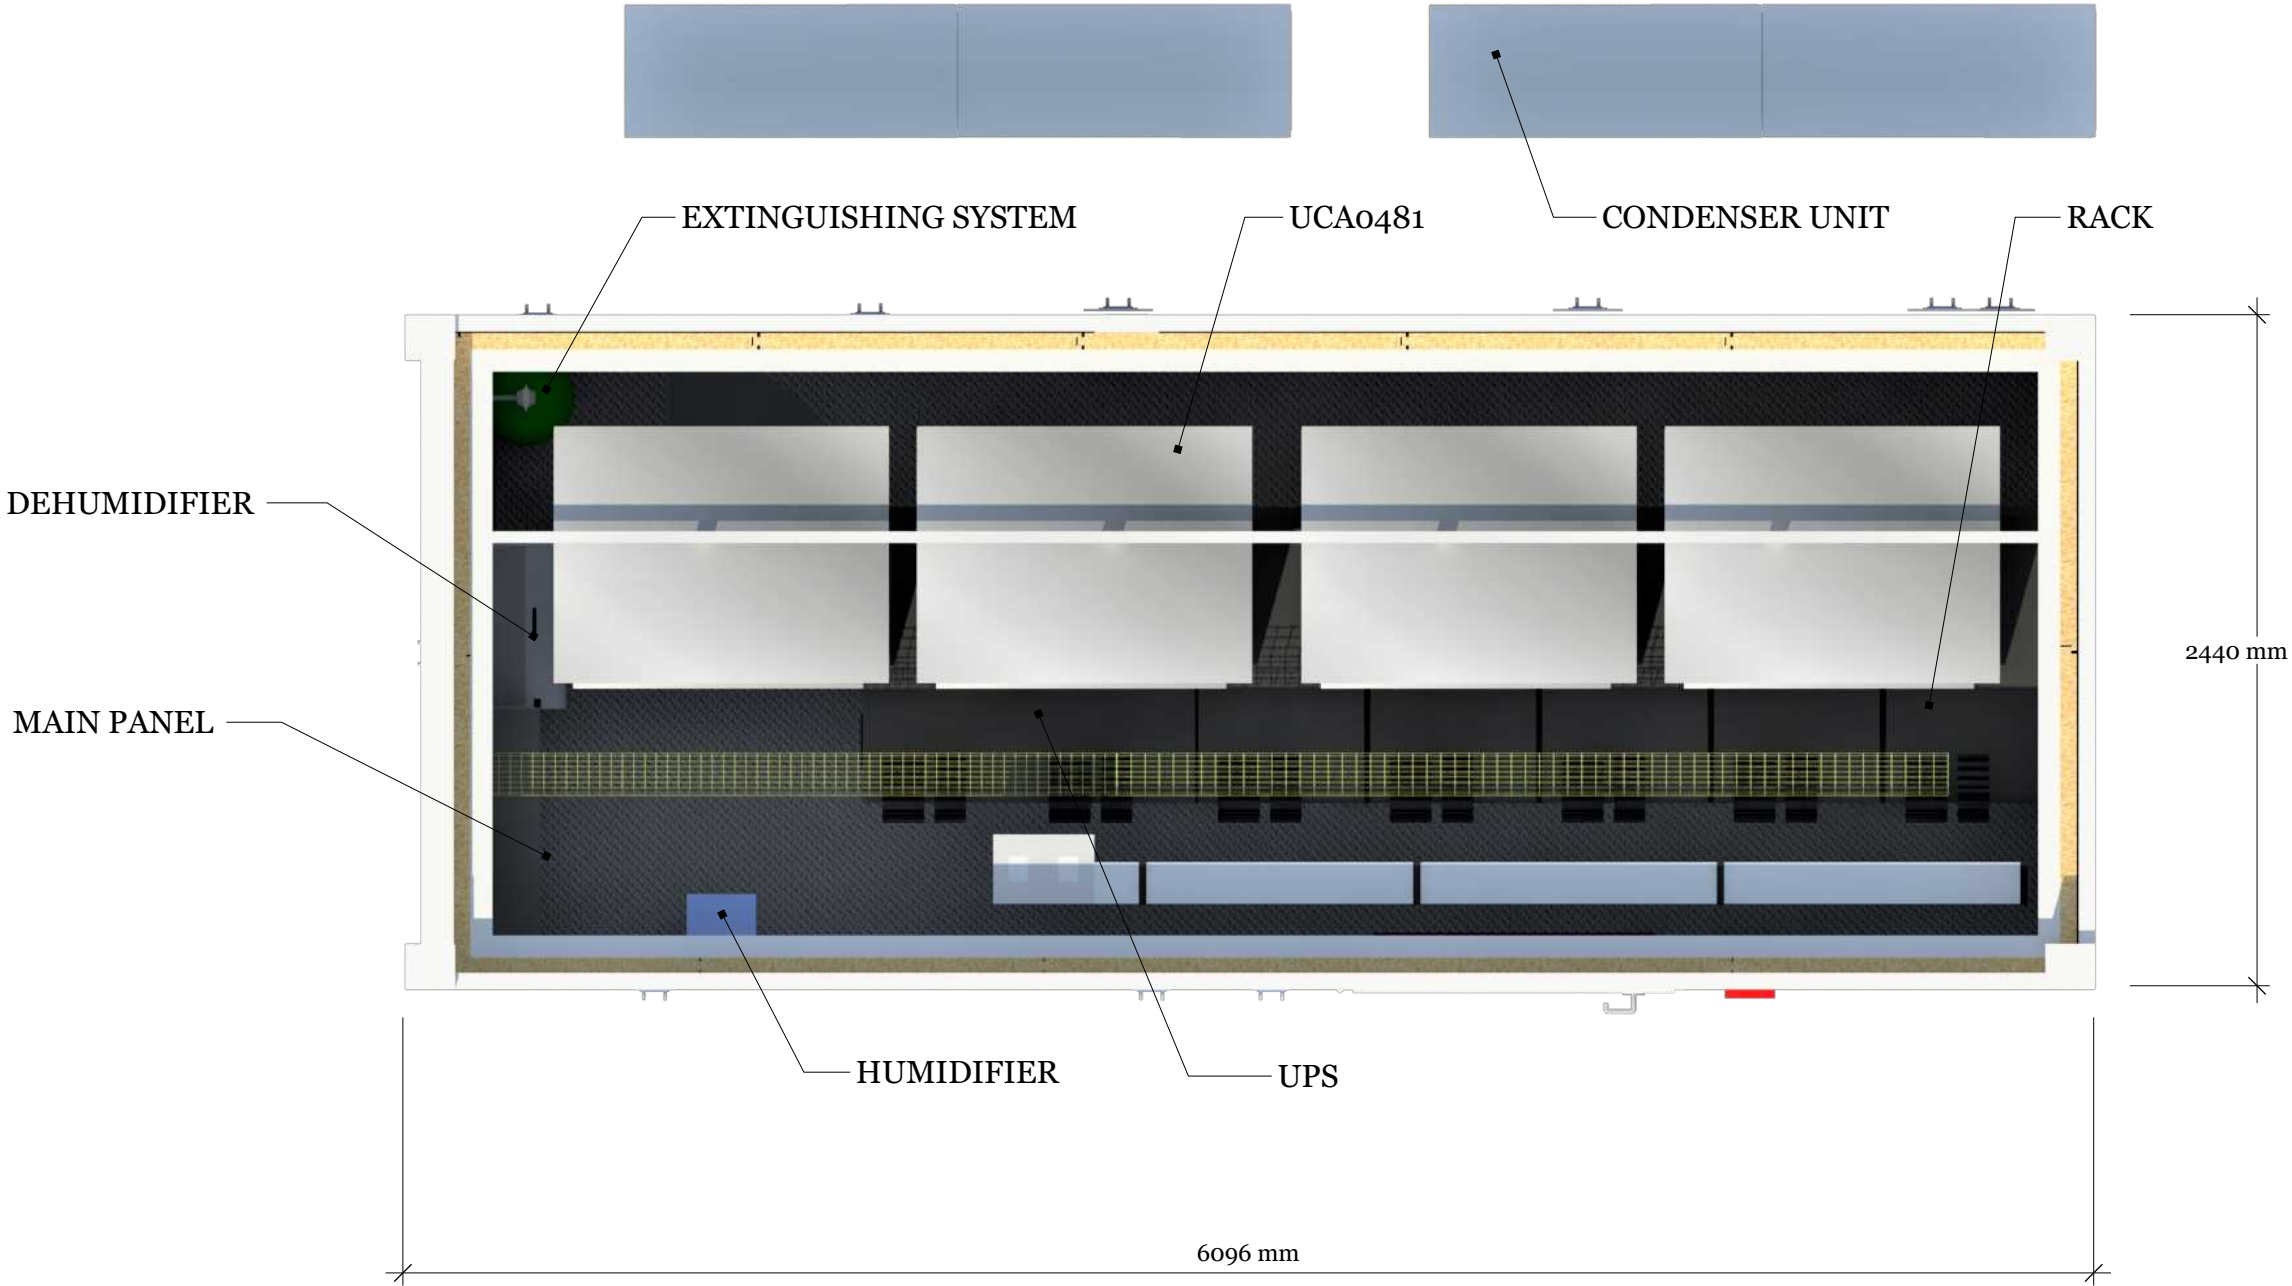 EXTINGUISHING SYSTEM
UCA0481
CONDENSER UNIT
RACK
DEHUMIDIFIER
2440 mm
MAIN PANEL
HUMIDIFIER
UPS
6096 mm